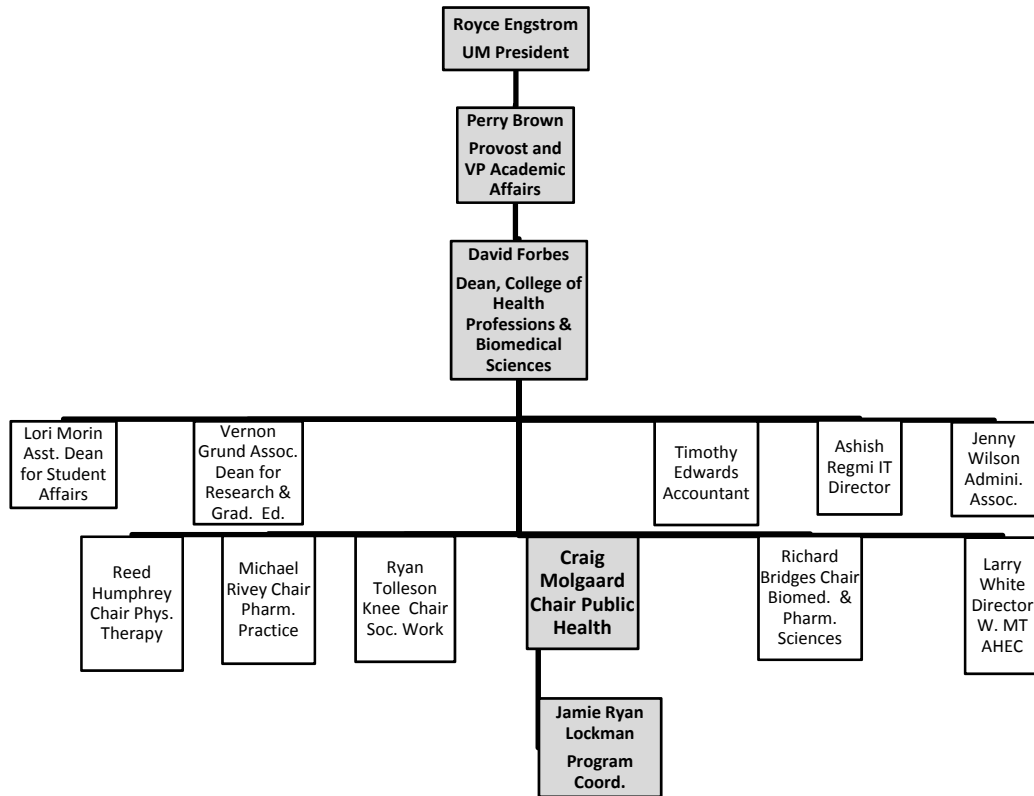 Royce Engstrom
UM President
Perry Brown
Provost and
VP Academic
Affairs
David Forbes
Dean, College of
Health
Professions &
Biomedical
Sciences
Lori Morin
Asst. Dean
for Student
Affairs
Vernon
Grund Assoc.
Dean for
Research &
Grad. Ed.
Timothy
Edwards
Accountant
Ashish
Regmi IT
Director
Jenny
Wilson
Admini.
Assoc.
Reed
Humphrey
Chair Phys.
Therapy
Michael
Rivey Chair
Pharm.
Practice
Ryan
Tolleson
Knee Chair
Soc. Work
Craig
Molgaard
Chair Public
Health
Richard
Bridges Chair
Biomed. &
Pharm.
Sciences
Larry
White
Director
W. MT
AHEC
Jamie Ryan
Lockman
Program
Coord.